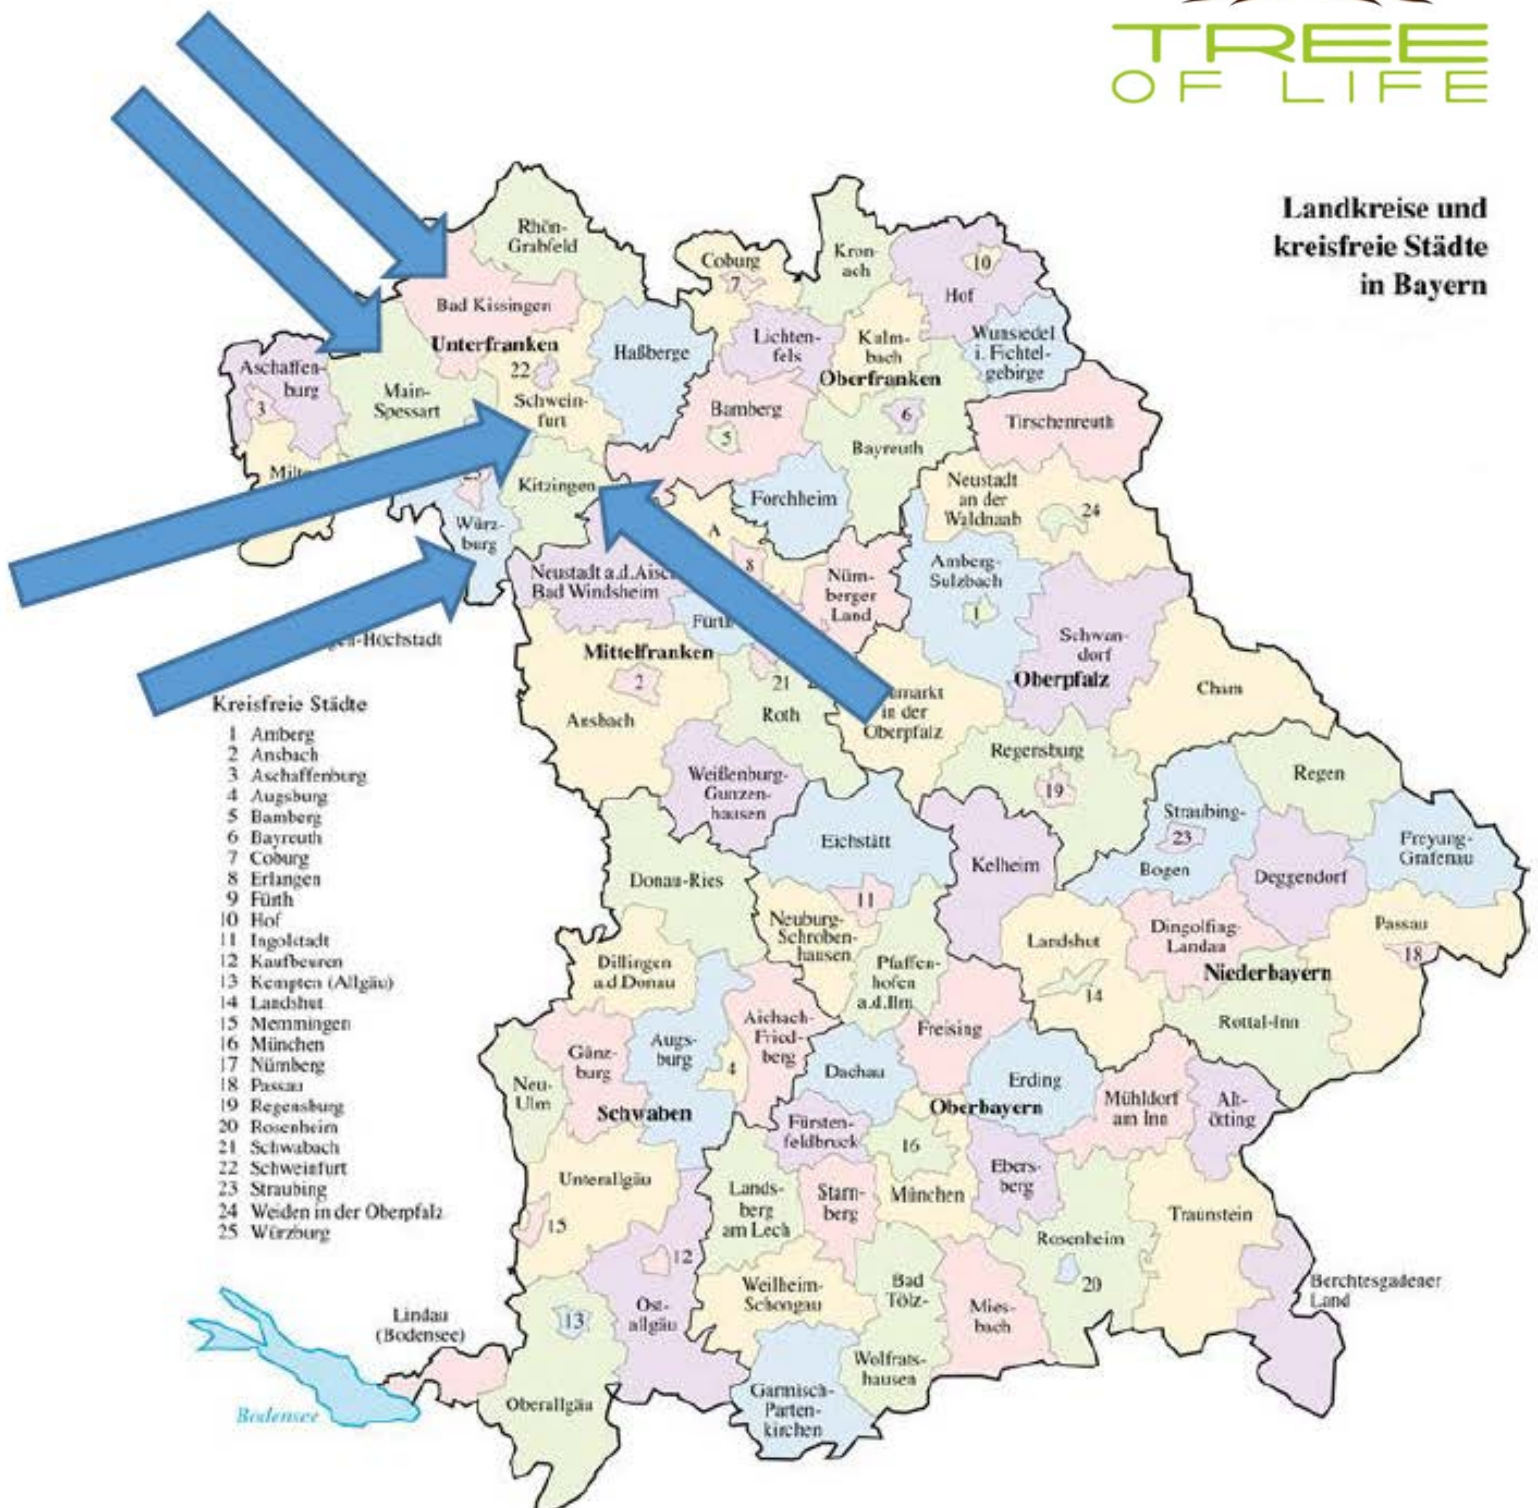 TREE
OF LIFE
Landkreise und
kreisfreie Städte
in Bayern
Rhön-
Grabfeld
Coburg
7
Kron-
ach
10
Hof
Bad Kissingen
Unterfranken
Haßberge
Lichten-
fels
Kulm-
bach
Wunsiedel
i. Fichtel-
gebirge
Oberfranken
Aschaffen-
burg
3
Main-
Spessart
22
Schwein-
furt
Bamberg
5
6
Bayreuth
Tirschenreuth
Kitzingen
Forchheim
Neustadt
an der
Waldnaab
24
Würz-
burg
A
8
Nürn-
berger
Land
Amberg-
Sulzbach
1
Neustadt a.d.
Bad Windsheim
Schwan-
dorf
Oberpfalz
Cham
-Höchstadt
Mittelfranken
2
Ansbach
21
Roth
in der
Oberpfalz
Regensburg
19
Weißenburg-
Gunzen-
hausen
Regen
Straubing-
23
Bogen
Freyung-
Grafenau
Deggendorf
Eichstätt
Kelheim
Donau-Ries
11
Neuburg-
Schroben-
hausen
Landshut
14
Dingolfing-
Landau
Passau
18
Niederbayern
Dillingen
a.d Donau
Pfaffen-
hofen
a.d.Ilm
Rottal-Inn
Aichach-
Fried-
berg
Freising
Günz-
burg
Augs-
burg
4
Dachau
Erding
Neu-
Ulm
Schwaben
Oberbayern
Mühldorf
am Inn
Alt-
ötting
Fürsten-
feldbruck
16
München
Ebers-
berg
Unterallgäu
15
Lands-
berg
am Lech
Starn-
berg
Traunstein
Rosenheim
20
12
Ost-
allgäu
Weilheim-
Schongau
Bad
Tölz-
Wolfrats-
hausen
Mies-
bach
Berchtesgadener
Land
Lindau
(Bodensee)
13
Oberallgäu
Garmisch-
Parten-
kirchen
Bodensee
Kreisfreie Städte
1 Amberg
2 Ansbach
3 Aschaffenburg
4 Augsburg
5 Bamberg
6 Bayreuth
7 Coburg
8 Erlangen
9 Fürth
10 Hof
11 Ingolstadt
12 Kaufbeuren
13 Kempten (Allgäu)
14 Landshut
15 Memmingen
16 München
17 Nürnberg
18 Passau
19 Regensburg
20 Rosenheim
21 Schwabach
22 Schweinfurt
23 Straubing
24 Weiden in der Oberpfalz
25 Würzburg